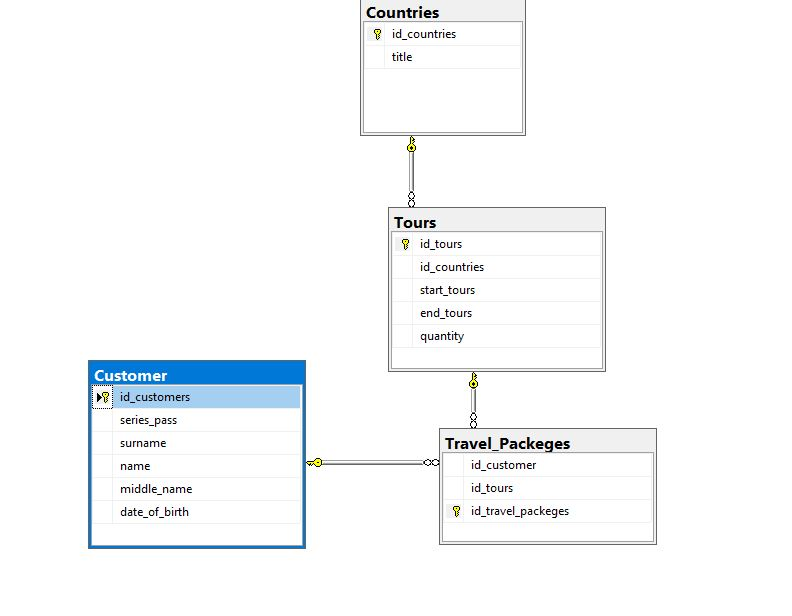 Countries
id_countries
title
Tours
id_tours
id_countries
start_tours
end_tours
quantity
Customer
id_customers
series_pass
surname
name
middle_name
date_of_birth
Travel_Packeges
id_customer
id_tours
id_travel_packeges